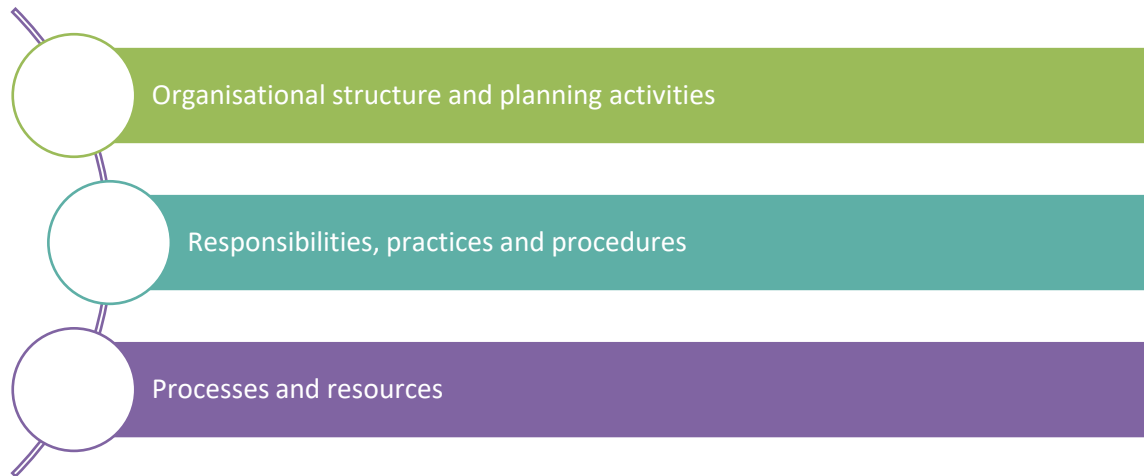 Organisational structure and planning activities
Responsibilities, practices and procedures
Processes and resources